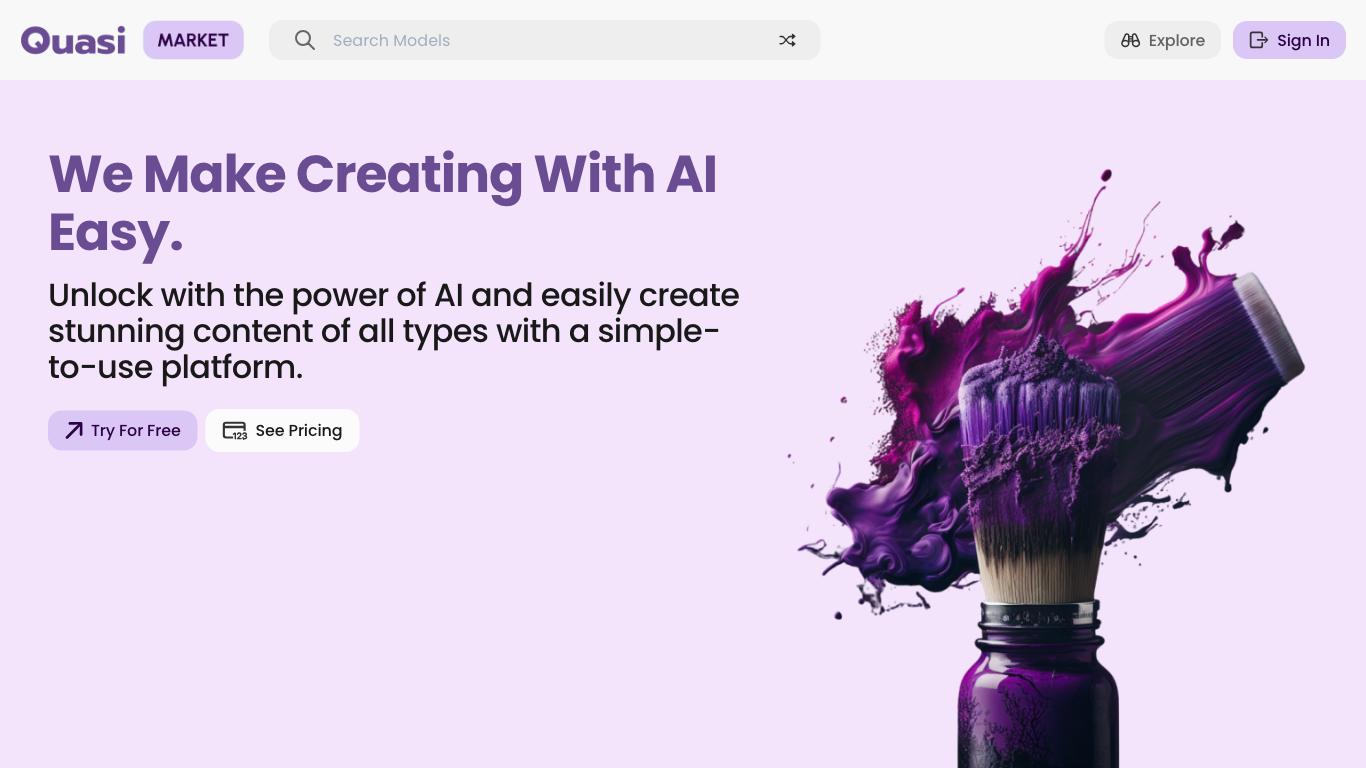 Quasi
MARKET
Search Models
Explore
Sign In
We Make Creating With AI
Easy.
Unlock with the power of AI and easily create
stunning content of all types with a simple-
to-use platform.
Try For Free
123
See Pricing